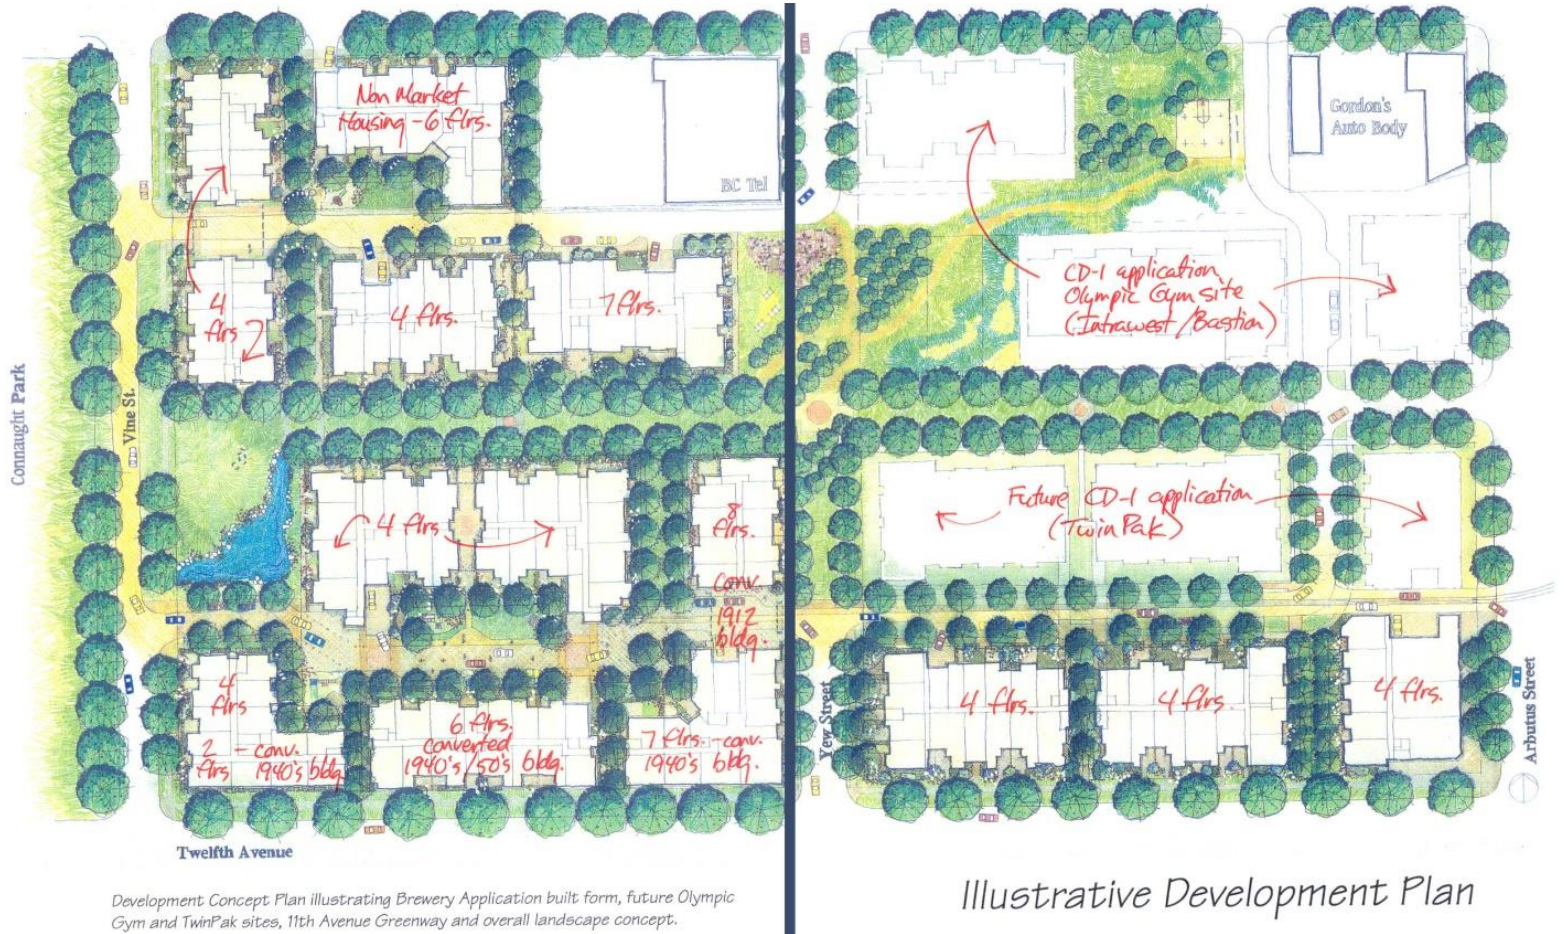 Non Market
Housing - 6 flrs.
BC Tel
Gordon's
Auto Body
4
flrs
4 flrs.
7 flrs.
CD-1 application
Olympic Gym site
(Intrawest/Bastion)
Connaught Park
Vine St.
4 flrs.
8
flrs.
conv.
1912
bldg.
Future CD-1 application
(TwinPak)
4
flrs
2 - conv.
flrs 1940's bldg.
6 flrs.
converted
1940's/50's bldg.
7 flrs. - conv.
1940's bldg.
Yew Street
4 flrs.
4 flrs.
4 flrs.
Arbutus Street
Twelfth Avenue
Development Concept Plan illustrating Brewery Application built form, future Olympic
Gym and TwinPak sites, 11th Avenue Greenway and overall landscape concept.
Illustrative Development Plan